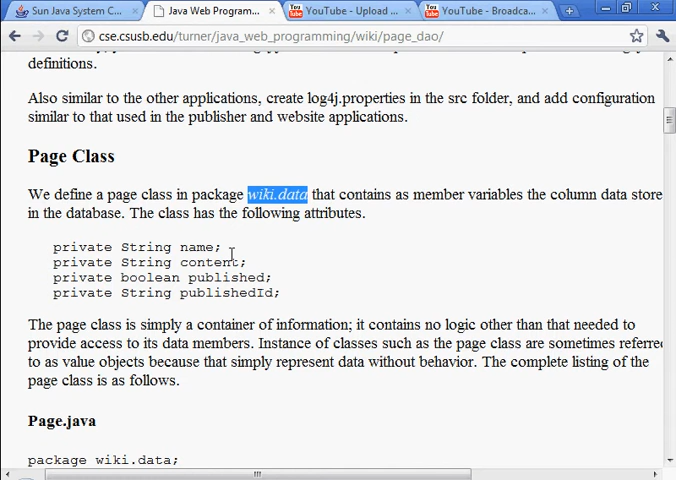 Sun Java System C...
Java Web Program...
YouTube - Upload ...
YouTube - Broadca...
cse.csusb.edu/turner/java_web_programming/wiki/page_dao/
definitions.
Also similar to the other applications, create log4j.properties in the src folder, and add configuration
similar to that used in the publisher and website applications.
Page Class
We define a page class in package wiki.data that contains as member variables the column data store
in the database. The class has the following attributes.
private String name;
private String content;
private boolean published;
private String publishedId;
The page class is simply a container of information; it contains no logic other than that needed to
provide access to its data members. Instance of classes such as the page class are sometimes referre
to as value objects because that simply represent data without behavior. The complete listing of the
page class is as follows.
Page.java
package wiki.data;